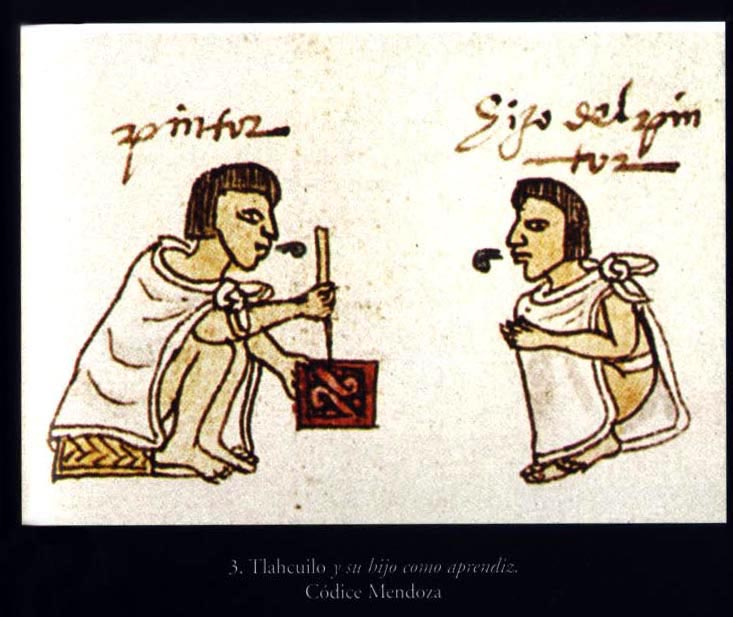 pintor
Hijo del pin
tor
3. Tlahcuilo y su hijo como aprendiz.
Códice Mendoza